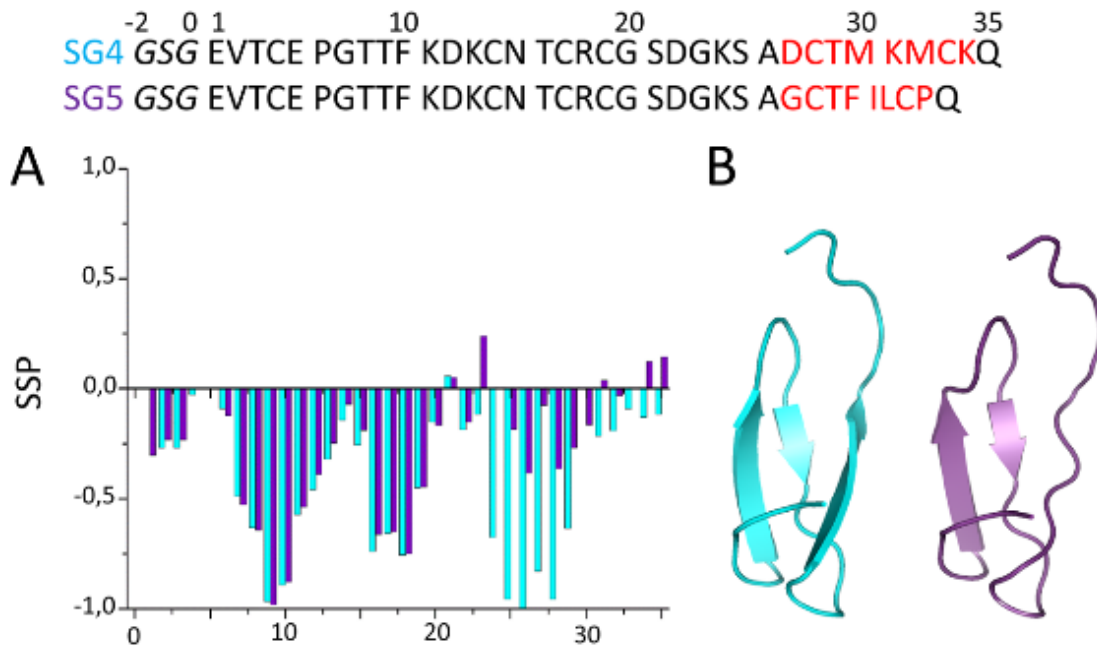 -2 0 1 10 20 30 35
SG4 GSG EVTCE PGTTF KDKCN TCRCG SDGKS ADCTM KMCKQ
SG5 GSG EVTCE PGTTF KDKCN TCRCG SDGKS AGCTF ILCPQ
A
B
1,0
0,5
0,0
-0,5
-1,0
SSP
0 10 20 30